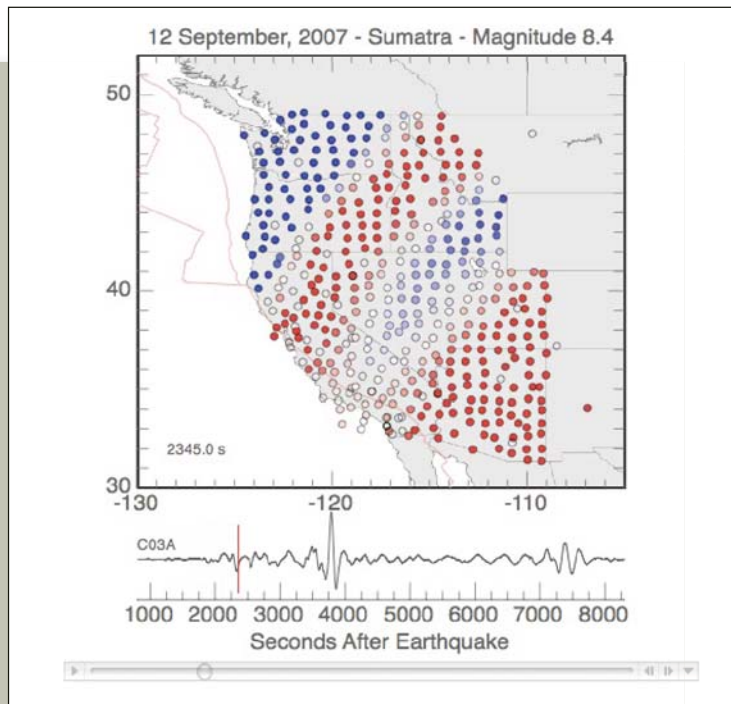 12 September, 2007 - Sumatra - Magnitude 8.4
50
40
2345.0 s
30
-130 -120 -110
C03A
1000 2000 3000 4000 5000 6000 7000 8000
Seconds After Earthquake